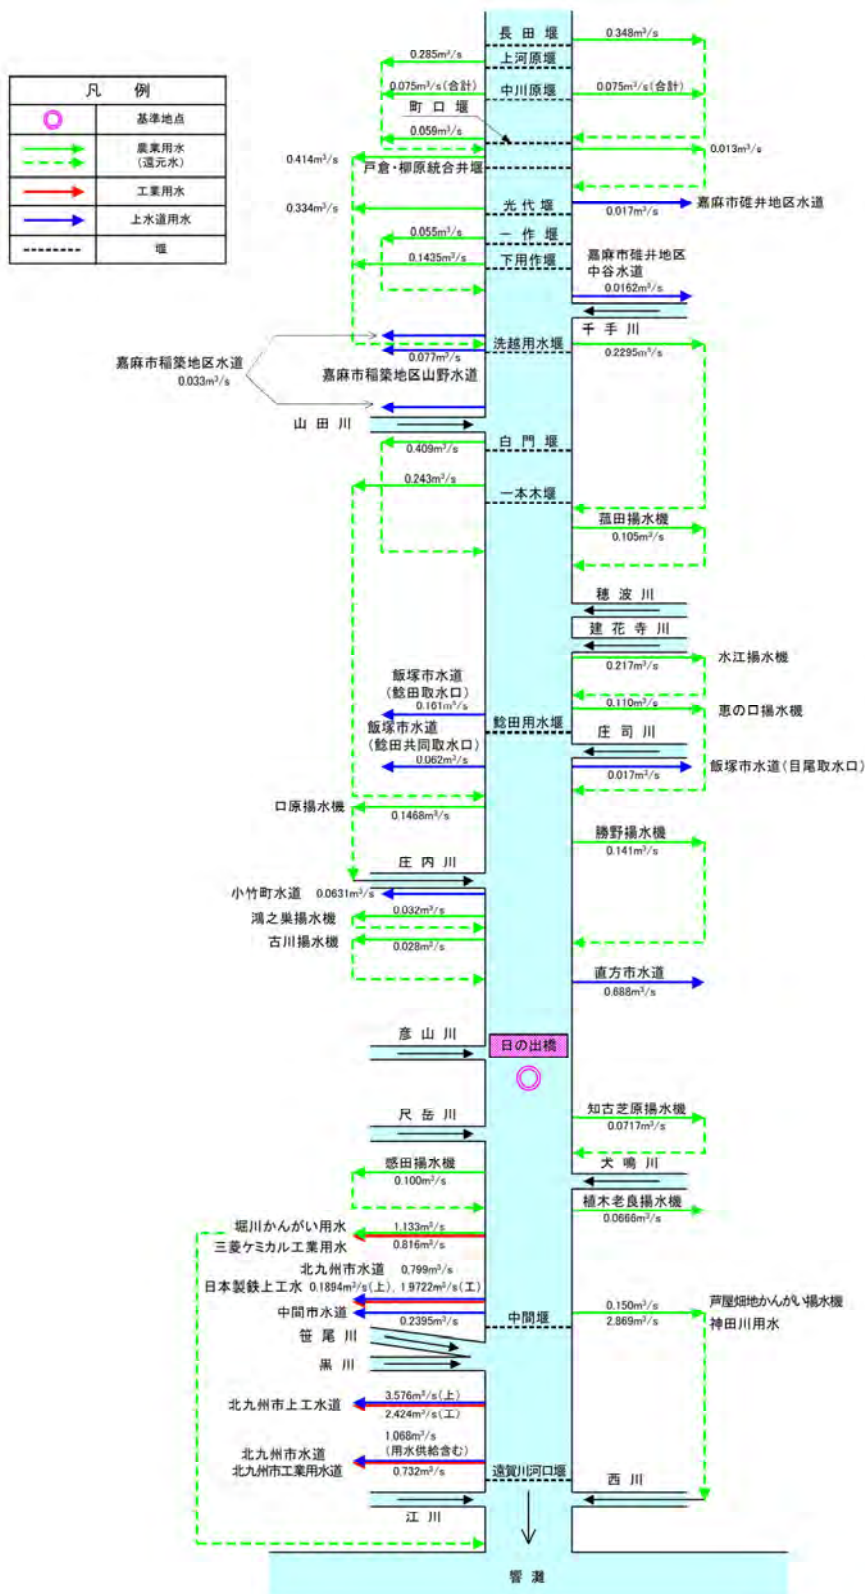 凡 例
基準地点
農業用水
(還元水)
工業用水
上水道用水
堰
長田堰
0.348m³/s
0.285m³/s
上河原堰
0.075m³/s(合計)
中川原堰
0.075m³/s(合計)
町口堰
0.059m³/s
0.013m³/s
0.414m³/s
戸倉・柳原統合井堰
0.334m³/s
光代堰
0.017m³/s
嘉麻市碓井地区水道
0.055m³/s
一作堰
0.1435m³/s
下用作堰
嘉麻市碓井地区
中谷水道
0.0162m³/s
千手川
洗越用水堰
0.2295m³/s
嘉麻市稲築地区水道
0.033m³/s
0.077m³/s
嘉麻市稲築地区山野水道
山田川
白門堰
0.409m³/s
0.243m³/s
一本木堰
菰田揚水機
0.105m³/s
穂波川
建花寺川
0.217m³/s
水江揚水機
飯塚市水道
(鯰田取水口)
0.161m³/s
0.110m³/s
恵の口揚水機
鯰田用水堰
飯塚市水道
(鯰田共同取水口)
0.062m³/s
庄司川
0.017m³/s
飯塚市水道(目尾取水口)
口原揚水機
0.1468m³/s
勝野揚水機
0.141m³/s
庄内川
小竹町水道 0.0631m³/s
0.032m³/s
鴻之巣揚水機
古川揚水機
0.028m³/s
直方市水道
0.688m³/s
彦山川
日の出橋
尺岳川
知古芝原揚水機
0.0717m³/s
感田揚水機
0.100m³/s
犬鳴川
植木老良揚水機
0.0666m³/s
堀川かんがい用水
1.133m³/s
三菱ケミカル工業用水
0.816m³/s
北九州市水道 0.799m³/s
日本製鉄上工水 0.1894m³/s(上), 1.9722m³/s(工)
中間市水道
0.2395m³/s
中間堰
0.150m³/s
芦屋畑地かんがい揚水機
2.869m³/s
神田川用水
笹尾川
黒川
3.576m³/s(上)
北九州市上工水道
2.424m³/s(工)
1.068m³/s
(用水供給含む)
北九州市水道
北九州市工業用水道
0.732m³/s
遠賀川河口堰
西川
江川
響灘